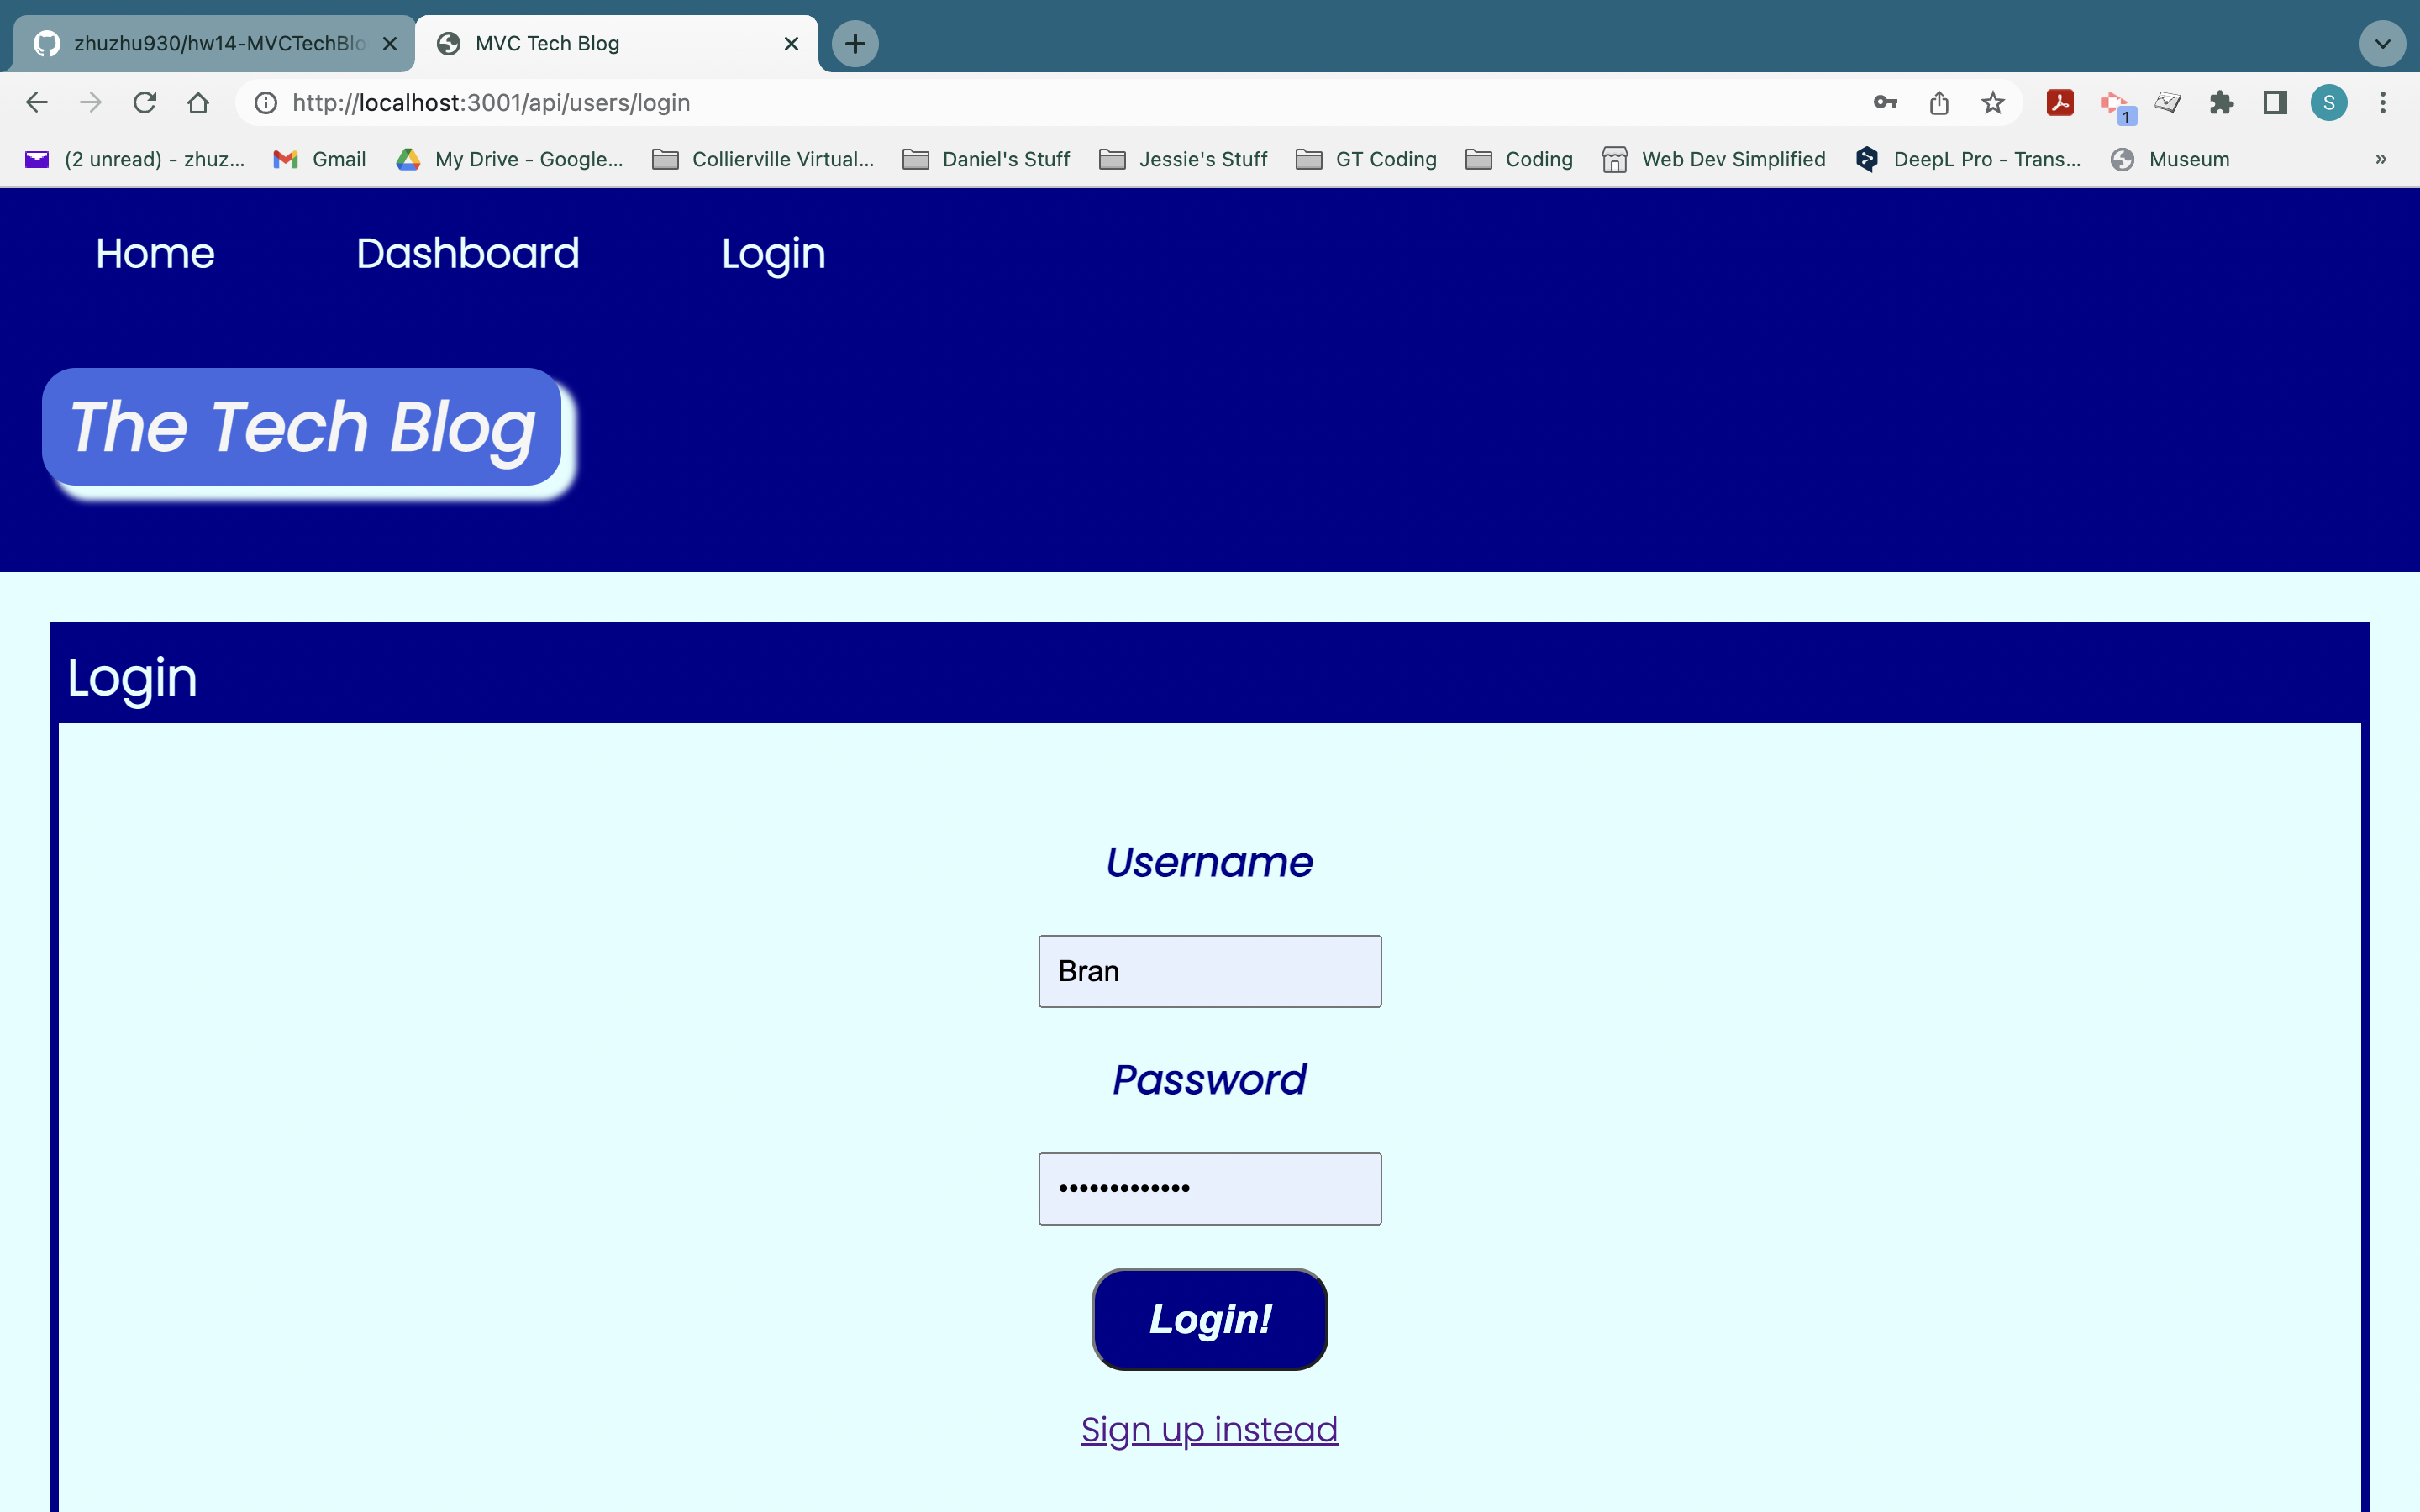 zhuzhu930/hw14-MVCTechBlo
MVC Tech Blog
http://localhost:3001/api/users/login
1
S
(2 unread) - zhuz...
Gmail
My Drive - Google...
Collierville Virtual...
Daniel's Stuff
Jessie's Stuff
GT Coding
Coding
Web Dev Simplified
DeepL Pro - Trans...
Museum
»
Home
Dashboard
Login
The Tech Blog
Login
Username
Bran
Password
•••••••••••••
Login!
Sign up instead